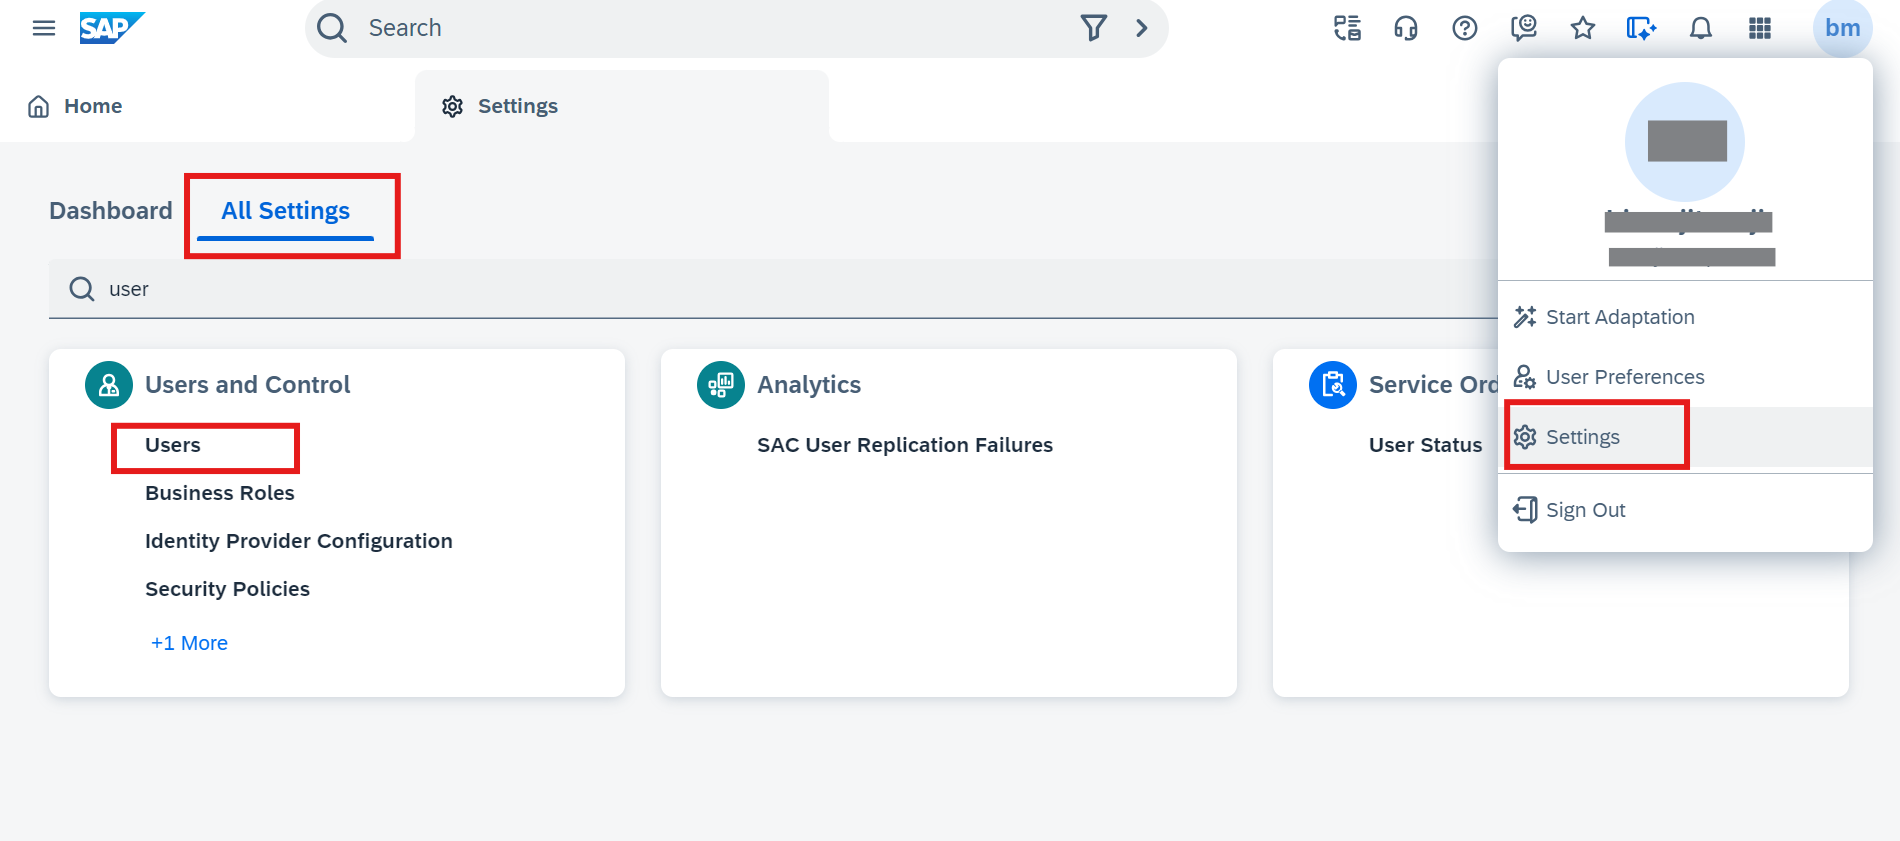 SAP
Search
bm
Home
Settings
Dashboard
All Settings
user
Users and Control
Users
Business Roles
Identity Provider Configuration
Security Policies
+1 More
Analytics
SAC User Replication Failures
Service Ord
User Status
Start Adaptation
User Preferences
Settings
Sign Out